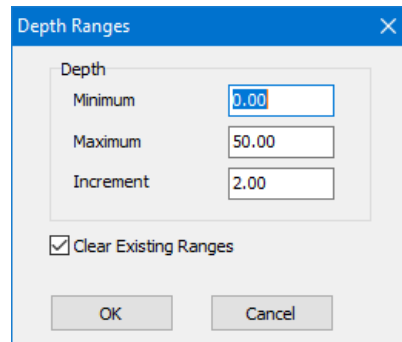 Depth Ranges
Depth
Minimum 0.00
Maximum 50.00
Increment 2.00
Clear Existing Ranges
OK Cancel